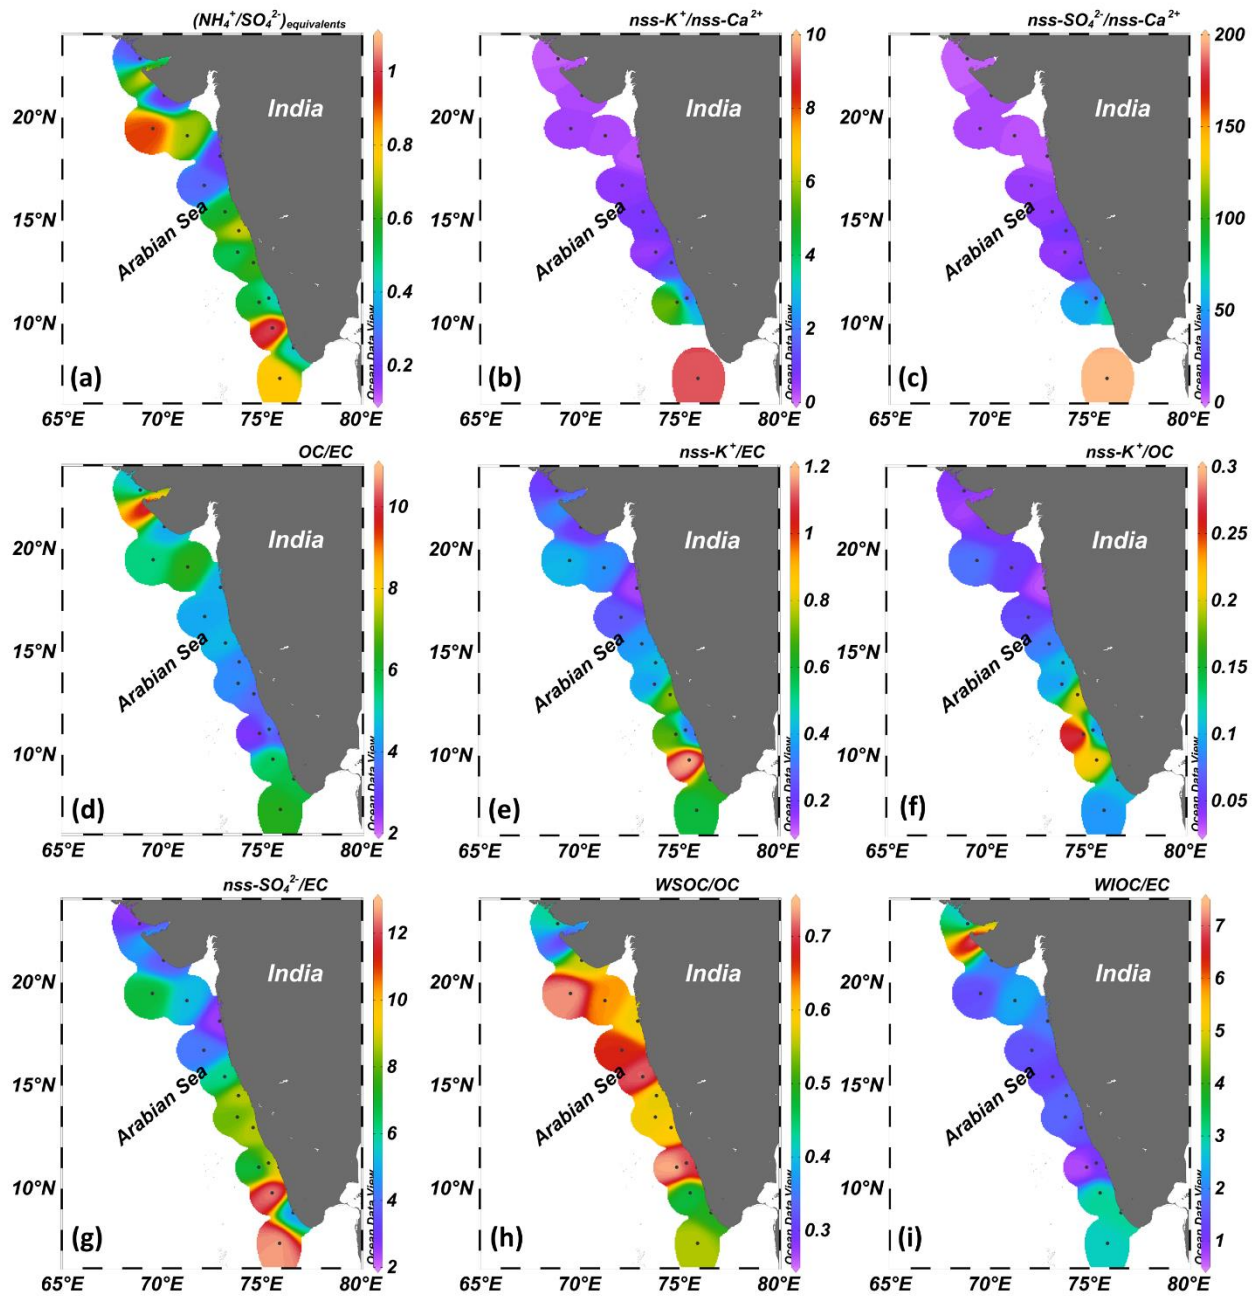 (NH₄⁺/SO₄²⁻)equivalents
nss-K⁺/nss-Ca²⁺
nss-SO₄²⁻/nss-Ca²⁺
20°N
15°N
10°N
65°E 70°E 75°E 80°E
India
Arabian Sea
(a)
Ocean Data View
1
0.8
0.6
0.4
0.2
20°N
15°N
10°N
65°E 70°E 75°E 80°E
India
Arabian Sea
(b)
Ocean Data View
10
8
6
4
2
0
20°N
15°N
10°N
65°E 70°E 75°E 80°E
India
Arabian Sea
(c)
Ocean Data View
200
150
100
50
0
OC/EC
nss-K⁺/EC
nss-K⁺/OC
20°N
15°N
10°N
65°E 70°E 75°E 80°E
India
Arabian Sea
(d)
Ocean Data View
10
8
6
4
2
20°N
15°N
10°N
65°E 70°E 75°E 80°E
India
Arabian Sea
(e)
Ocean Data View
1.2
1
0.8
0.6
0.4
0.2
20°N
15°N
10°N
65°E 70°E 75°E 80°E
India
Arabian Sea
(f)
Ocean Data View
0.3
0.25
0.2
0.15
0.1
0.05
nss-SO₄²⁻/EC
WSOC/OC
WIOC/EC
20°N
15°N
10°N
65°E 70°E 75°E 80°E
India
Arabian Sea
(g)
Ocean Data View
12
10
8
6
4
2
20°N
15°N
10°N
65°E 70°E 75°E 80°E
India
Arabian Sea
(h)
Ocean Data View
0.7
0.6
0.5
0.4
0.3
20°N
15°N
10°N
65°E 70°E 75°E 80°E
India
Arabian Sea
(i)
Ocean Data View
7
6
5
4
3
2
1